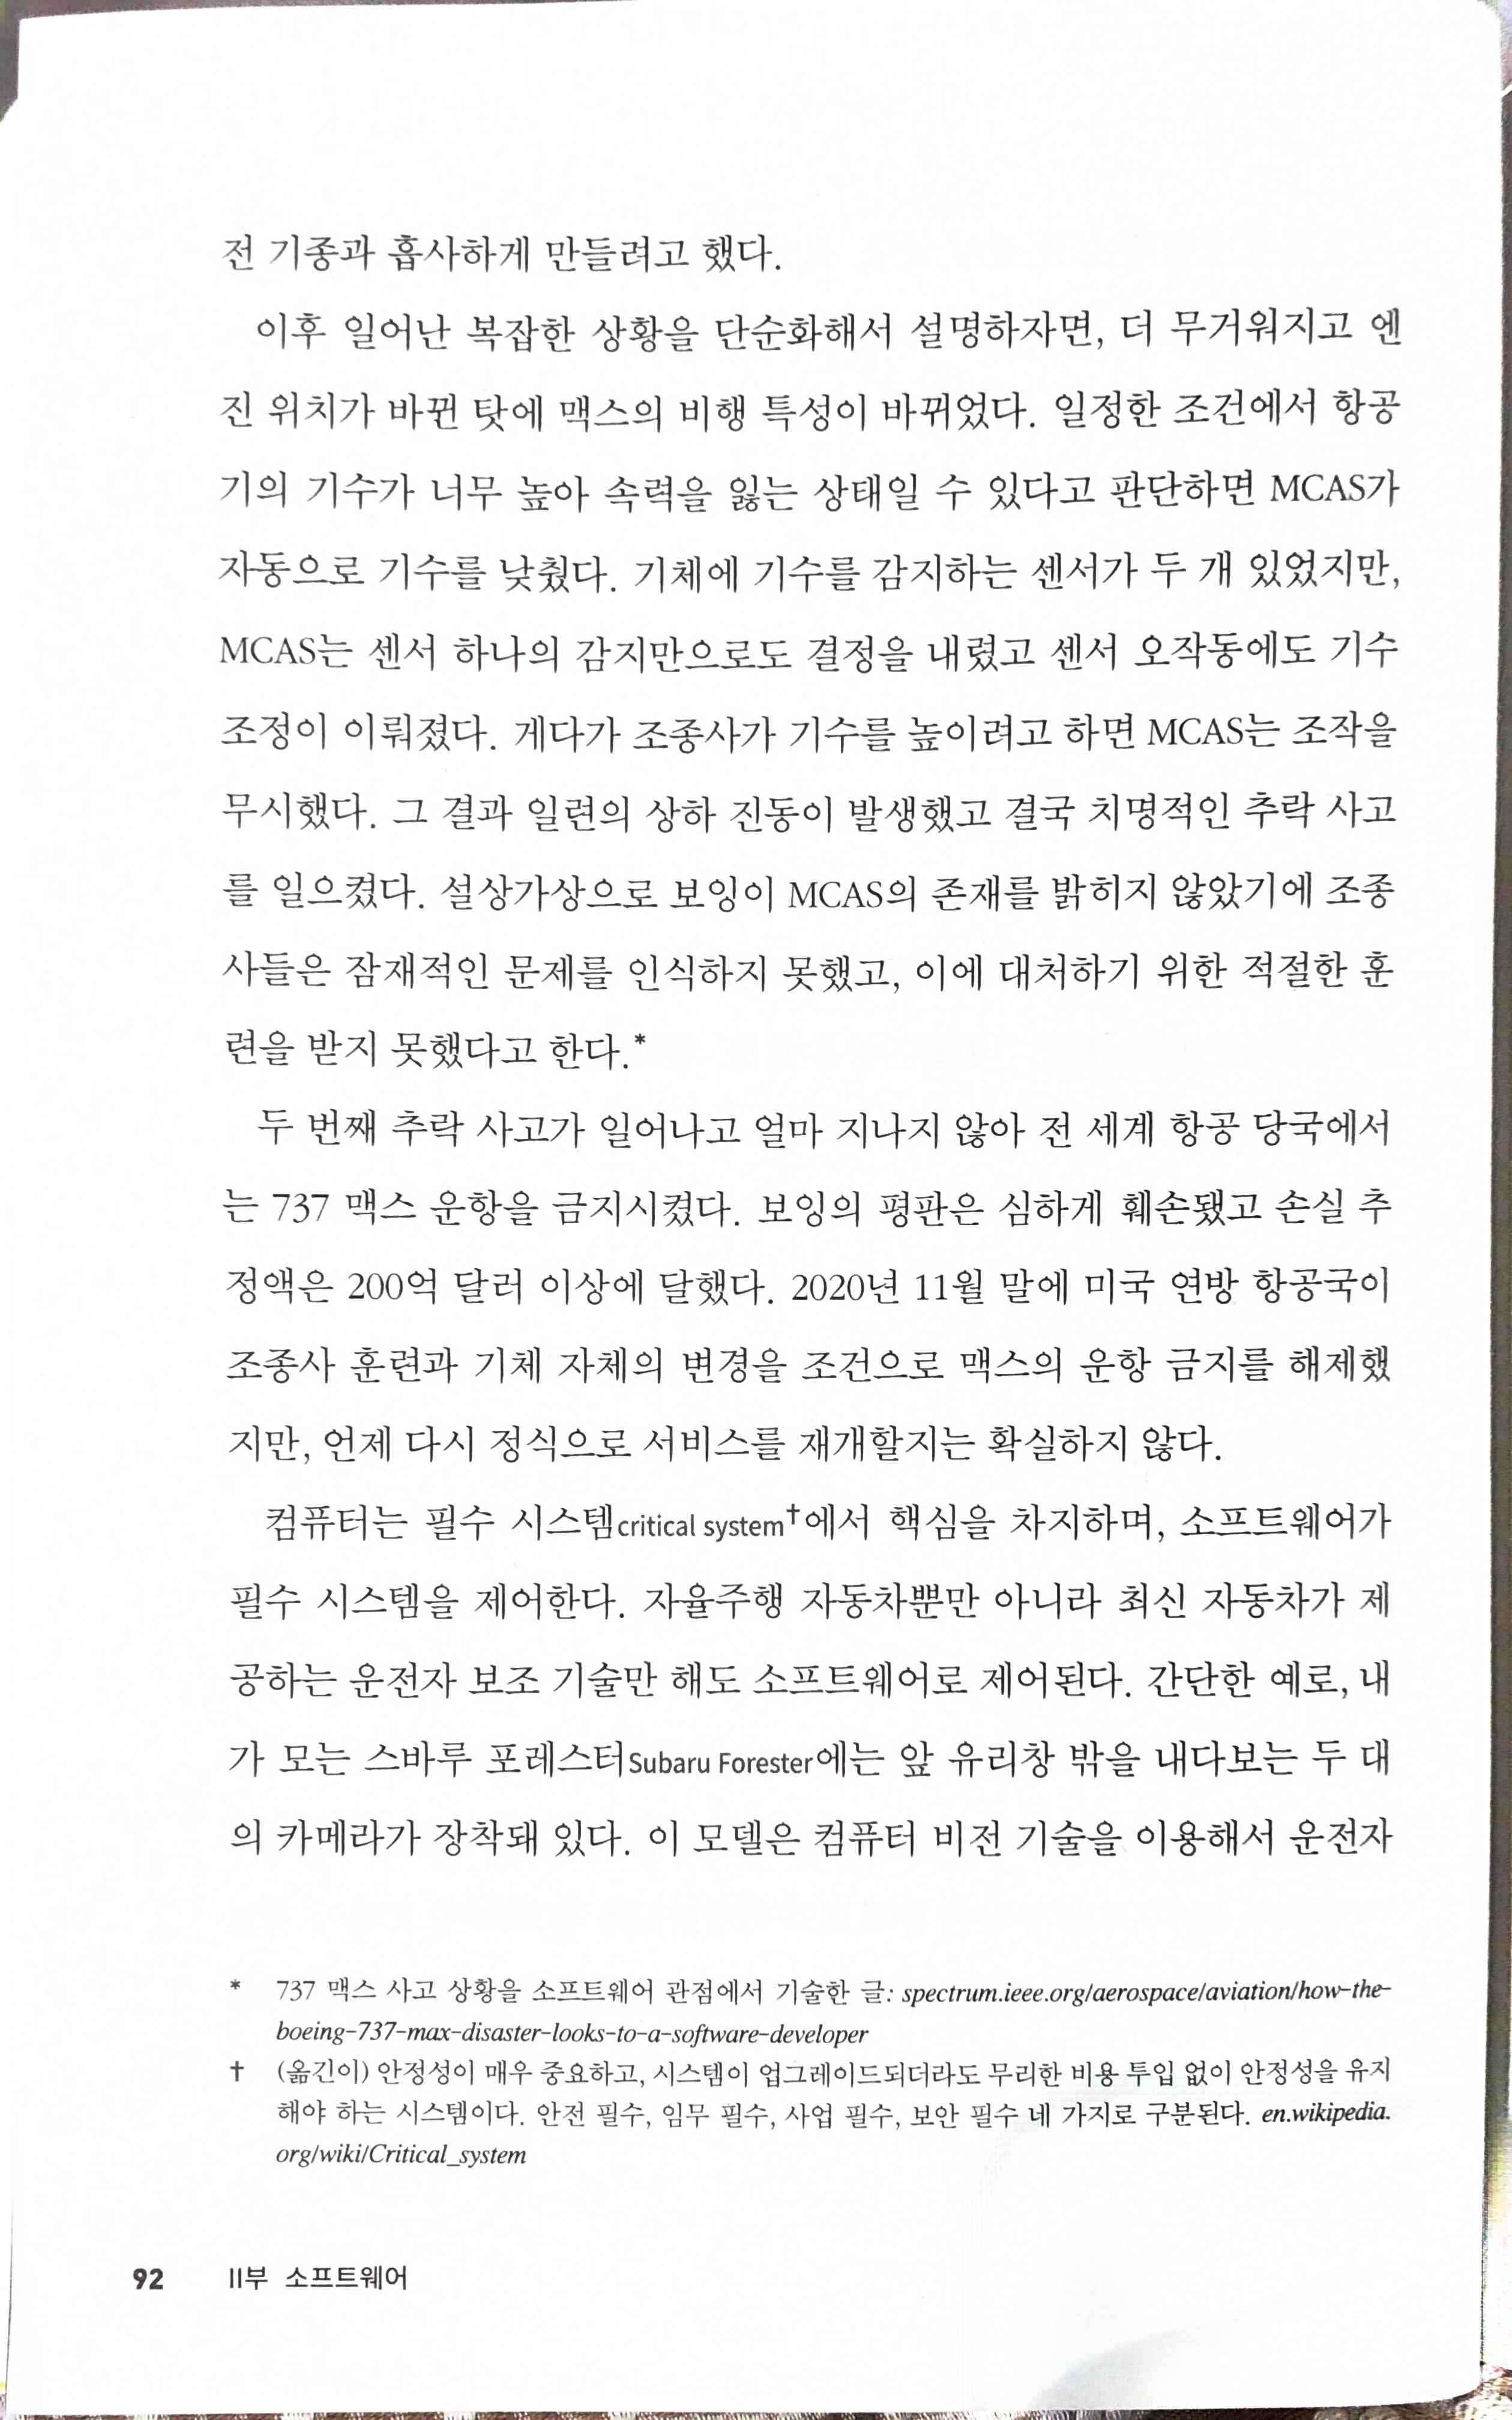 전 기종과 흡사하게 만들려고 했다.
이후 일어난 복잡한 상황을 단순화해서 설명하자면, 더 무거워지고 엔
진 위치가 바뀐 탓에 맥스의 비행 특성이 바뀌었다. 일정한 조건에서 항공
기의 기수가 너무 높아 속력을 잃는 상태일 수 있다고 판단하면 MCAS가
자동으로 기수를 낮췄다. 기체에 기수를 감지하는 센서가 두 개 있었지만,
MCAS는 센서 하나의 감지만으로도 결정을 내렸고 센서 오작동에도 기수
조정이 이뤄졌다. 게다가 조종사가 기수를 높이려고 하면 MCAS는 조작을
무시했다. 그 결과 일련의 상하 진동이 발생했고 결국 치명적인 추락 사고
를 일으켰다. 설상가상으로 보잉이 MCAS의 존재를 밝히지 않았기에 조종
사들은 잠재적인 문제를 인식하지 못했고, 이에 대처하기 위한 적절한 훈
련을 받지 못했다고 한다.*
두 번째 추락 사고가 일어나고 얼마 지나지 않아 전 세계 항공 당국에서
는 737 맥스 운항을 금지시켰다. 보잉의 평판은 심하게 훼손됐고 손실 추
정액은 200억 달러 이상에 달했다. 2020년 11월 말에 미국 연방 항공국이
조종사 훈련과 기체 자체의 변경을 조건으로 맥스의 운항 금지를 해제했
지만, 언제 다시 정식으로 서비스를 재개할지는 확실하지 않다.
컴퓨터는 필수 시스템critical system†에서 핵심을 차지하며, 소프트웨어가
필수 시스템을 제어한다. 자율주행 자동차뿐만 아니라 최신 자동차가 제
공하는 운전자 보조 기술만 해도 소프트웨어로 제어된다. 간단한 예로, 내
가 모는 스바루 포레스터Subaru Forester에는 앞 유리창 밖을 내다보는 두 대
의 카메라가 장착돼 있다. 이 모델은 컴퓨터 비전 기술을 이용해서 운전자
* 737 맥스 사고 상황을 소프트웨어 관점에서 기술한 글: spectrum.ieee.org/aerospace/aviation/how-the-
boeing-737-max-disaster-looks-to-a-software-developer
† (옮긴이) 안정성이 매우 중요하고, 시스템이 업그레이드되더라도 무리한 비용 투입 없이 안정성을 유지
해야 하는 시스템이다. 안전 필수, 임무 필수, 사업 필수, 보안 필수 네 가지로 구분된다. en.wikipedia.
org/wiki/Critical_system
92 II부 소프트웨어